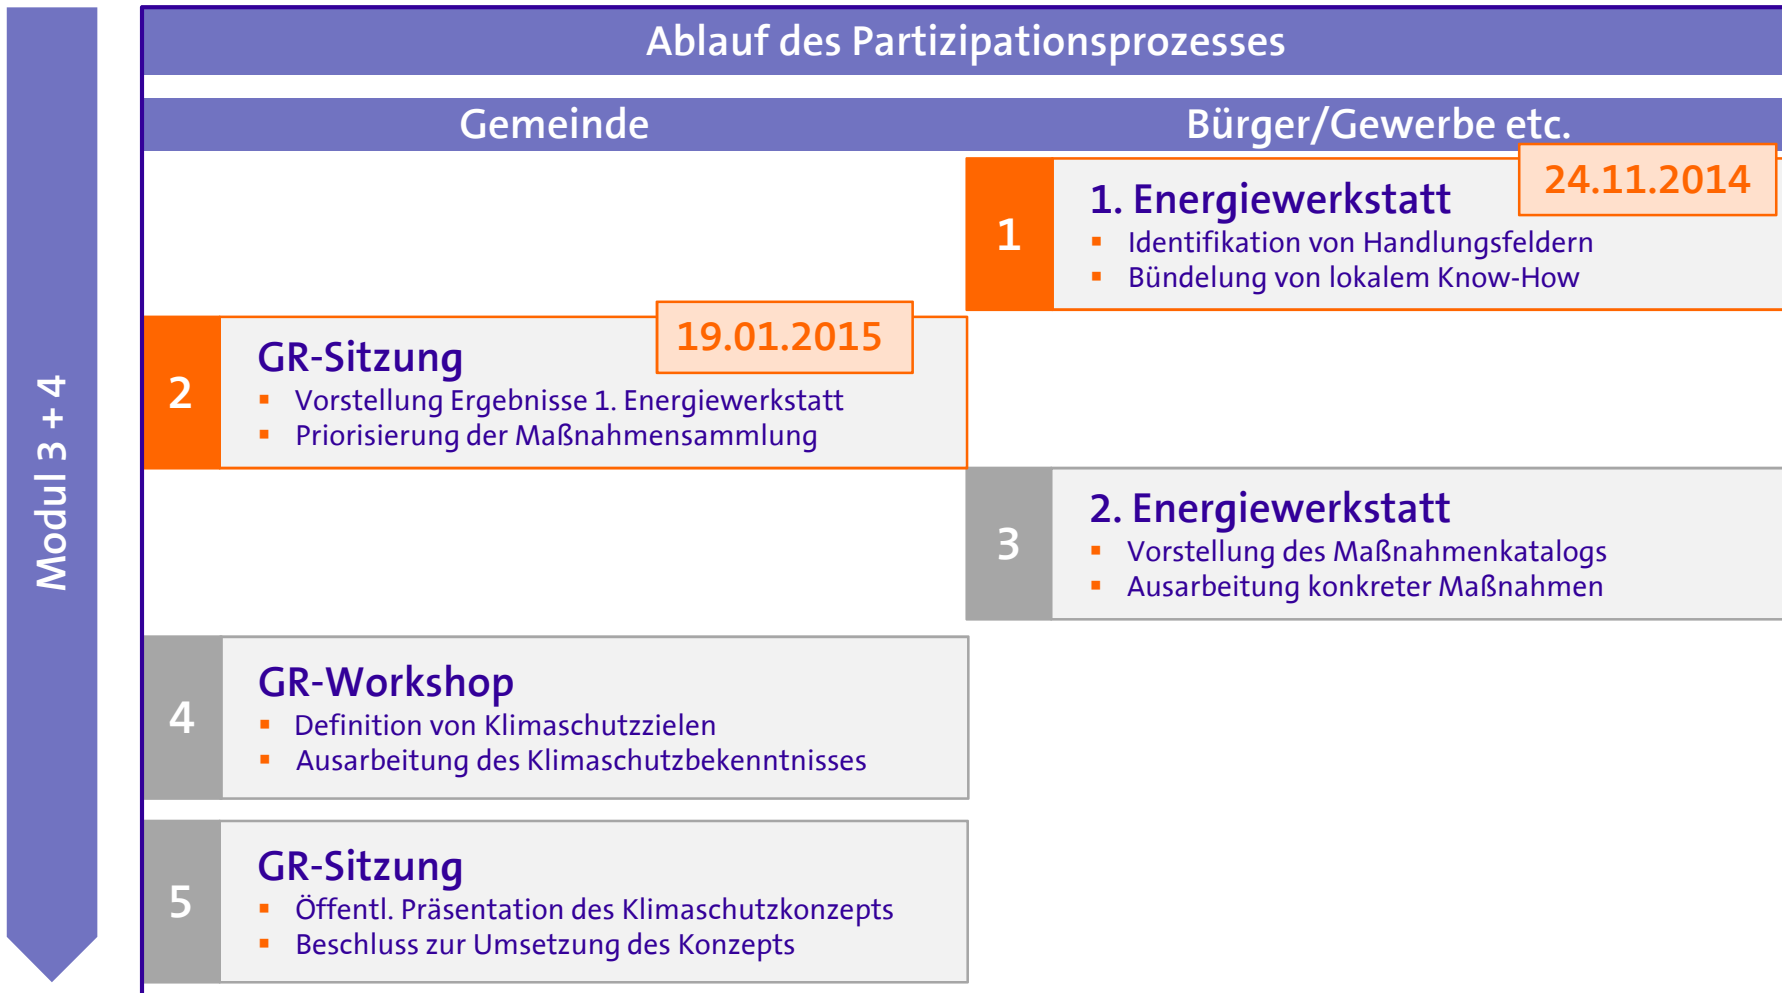 Modul 3 + 4
Ablauf des Partizipationsprozesses
Gemeinde
Bürger/Gewerbe etc.
24.11.2014
1
1. Energiewerkstatt
▪ Identifikation von Handlungsfeldern
▪ Bündelung von lokalem Know-How
19.01.2015
2
GR-Sitzung
▪ Vorstellung Ergebnisse 1. Energiewerkstatt
▪ Priorisierung der Maßnahmensammlung
3
2. Energiewerkstatt
▪ Vorstellung des Maßnahmenkatalogs
▪ Ausarbeitung konkreter Maßnahmen
4
GR-Workshop
▪ Definition von Klimaschutzzielen
▪ Ausarbeitung des Klimaschutzbekenntnisses
5
GR-Sitzung
▪ Öffentl. Präsentation des Klimaschutzkonzepts
▪ Beschluss zur Umsetzung des Konzepts